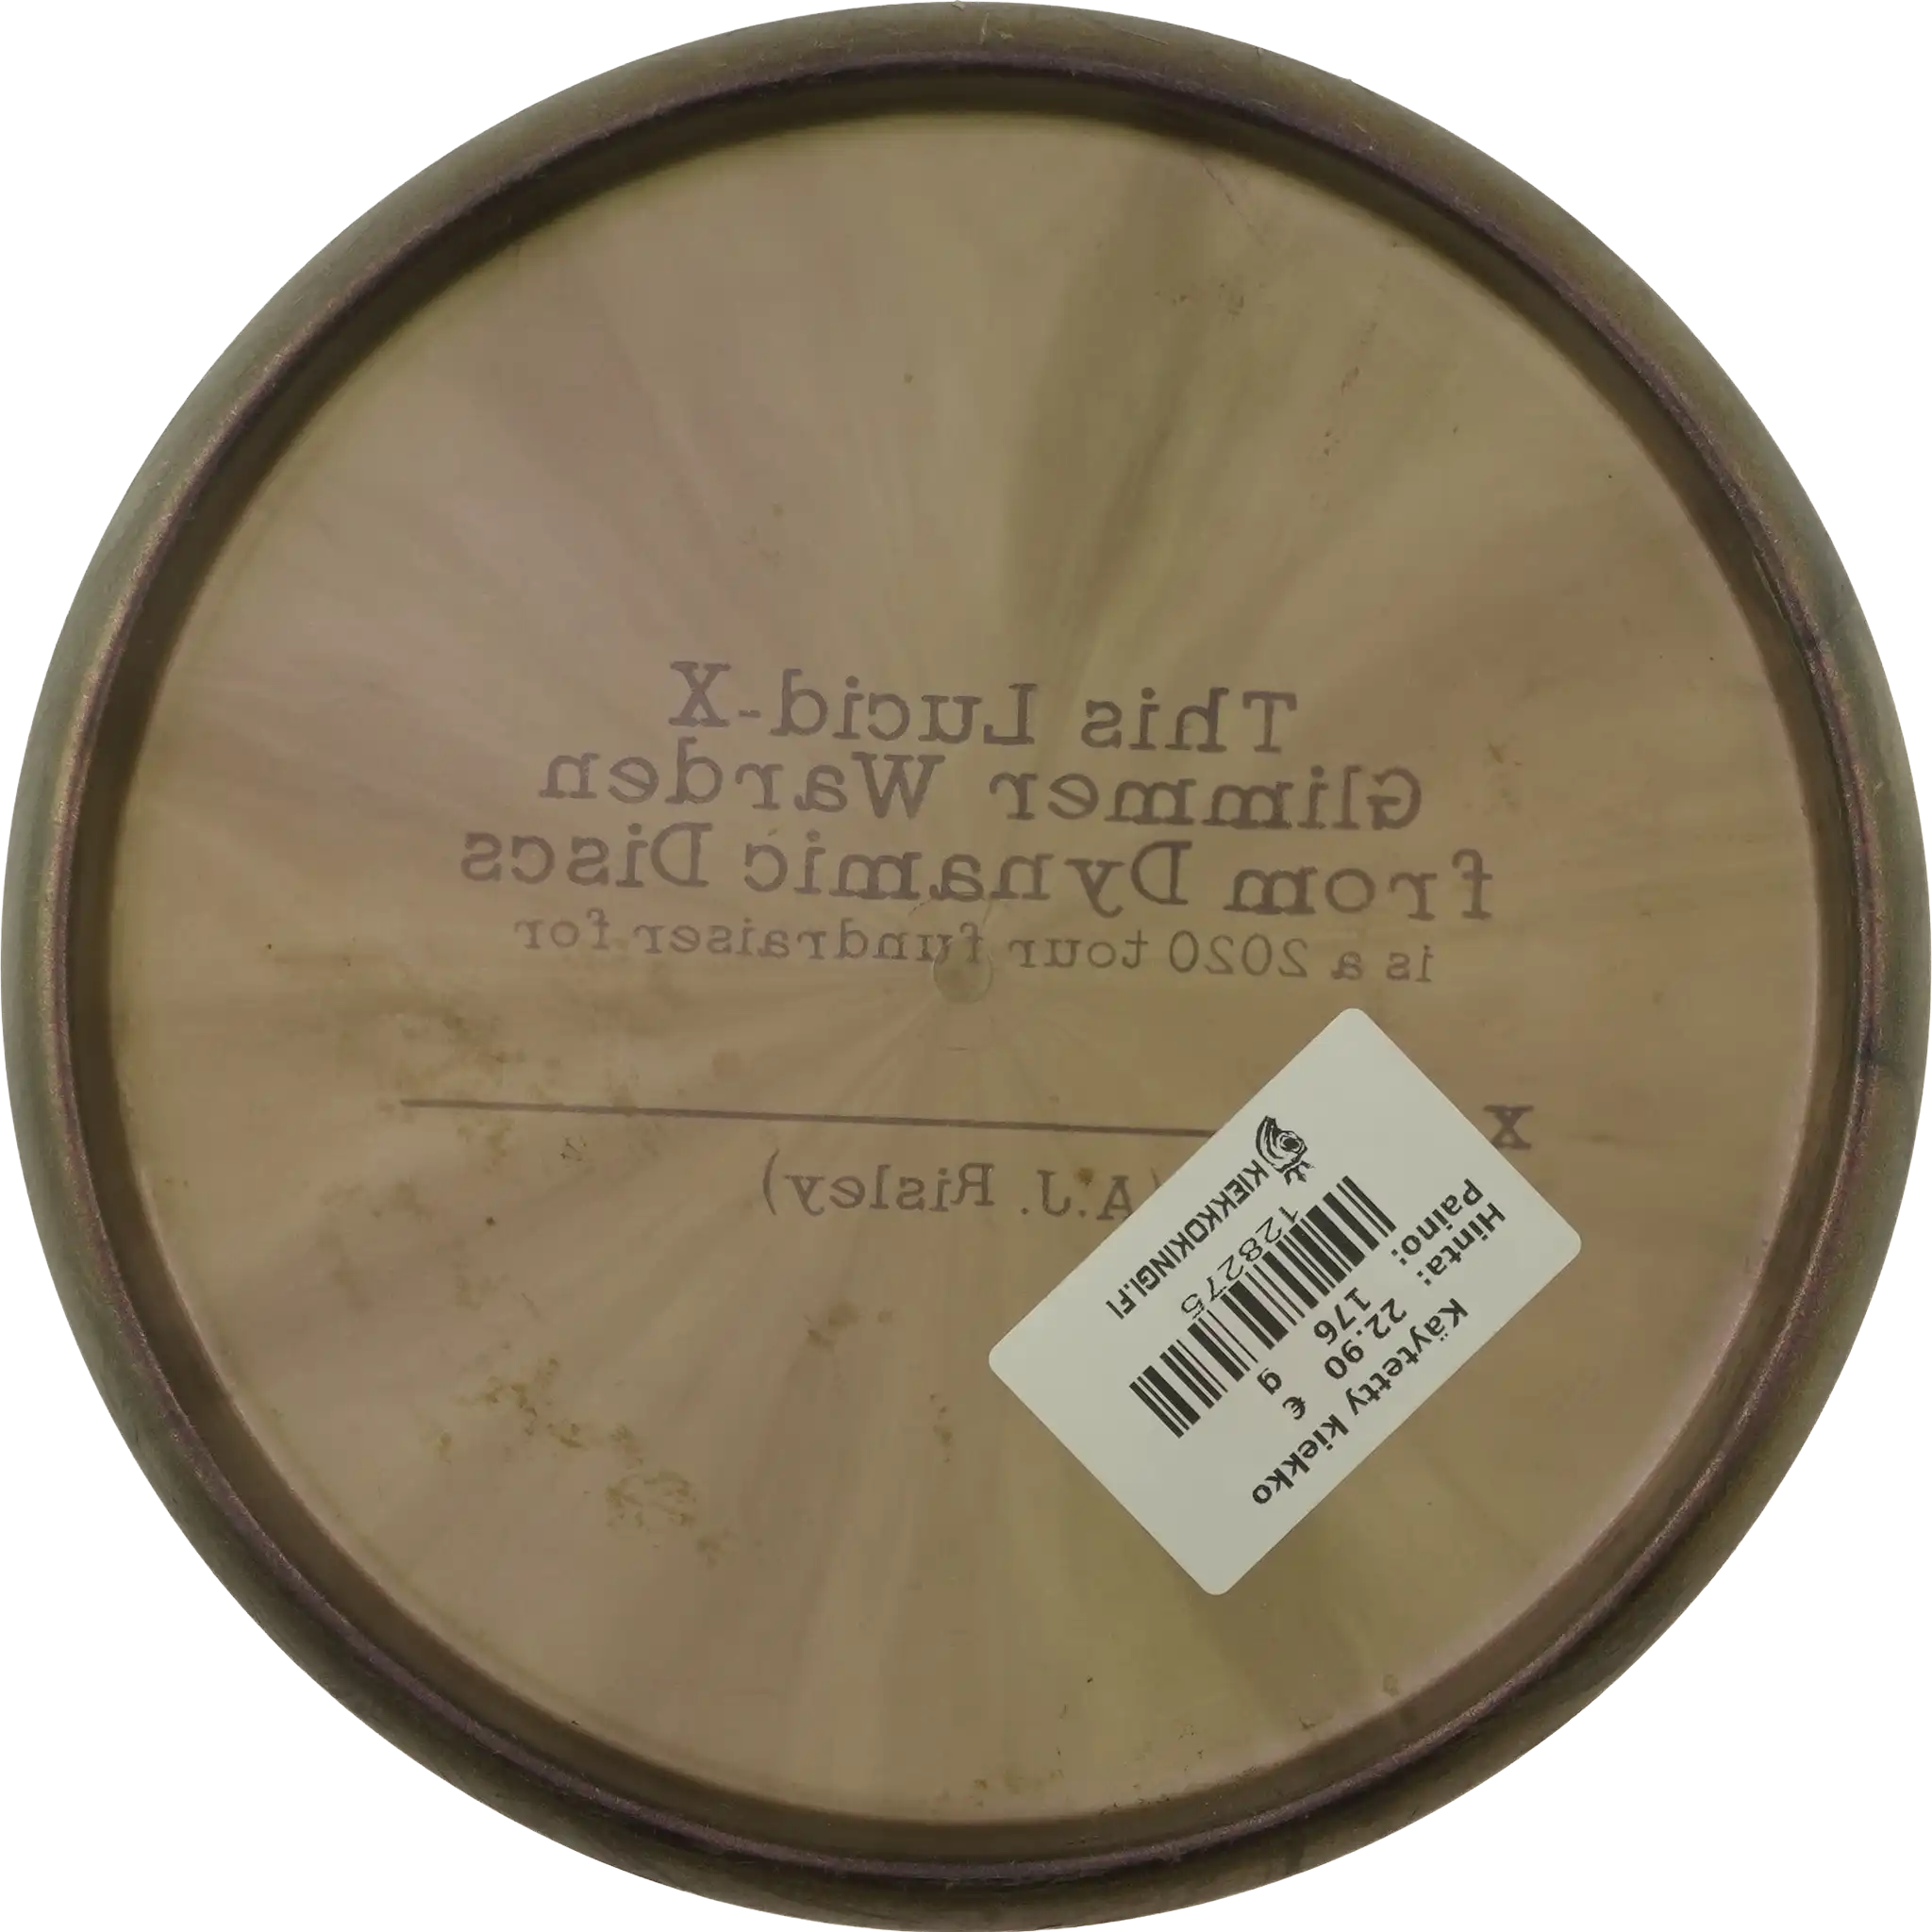 This Lucid-X
Glimmer Warden
from Dynamic Discs
is a 2020 tour fundraiser for
X
(A.J. Risley)
Käytetty kiekko
Hinta: 22.90 €
Paino: 176 g
128275
KIEKKOKINGI.FI